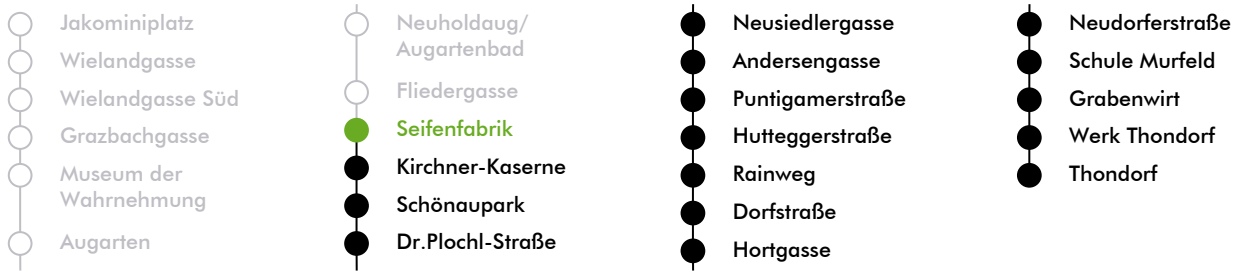 Jakominiplatz
Wielandgasse
Wielandgasse Süd
Grazbachgasse
Museum der
Wahrnehmung
Augarten
Neuholdaug/
Augartenbad
Fliedergasse
Seifenfabrik
Kirchner-Kaserne
Schönaupark
Dr.Plochl-Straße
Neusiedlergasse
Andersengasse
Puntigamerstraße
Hutteggerstraße
Rainweg
Dorfstraße
Hortgasse
Neudorferstraße
Schule Murfeld
Grabenwirt
Werk Thondorf
Thondorf